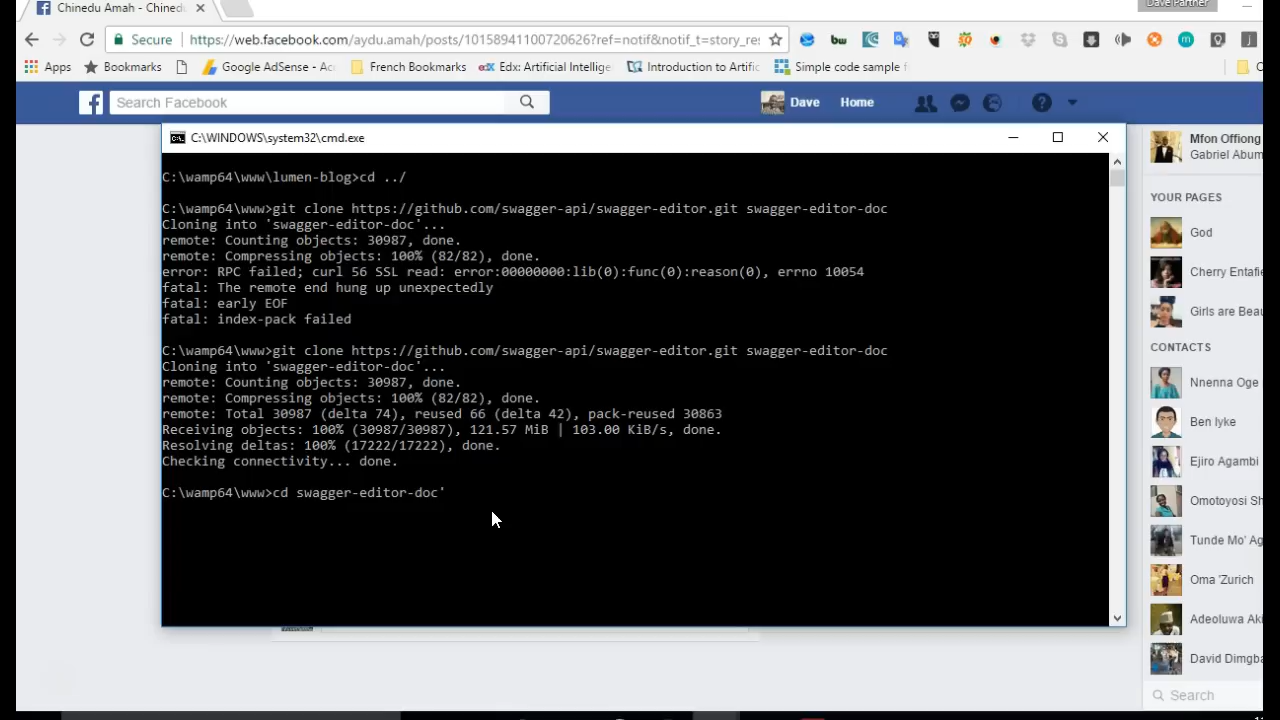 Chinedu Amah - Chinedu
Dave Partner
Secure
https://web.facebook.com/aydu.amah/posts/10158941100720626?ref=notif&notif_t=story_res
Apps
Bookmarks
Google AdSense - Acc
French Bookmarks
Edx: Artificial Intellige
Introduction to Artific
Simple code sample f
Search Facebook
Dave
Home
C:\WINDOWS\system32\cmd.exe
C:\wamp64\www\lumen-blog>cd ../
C:\wamp64\www>git clone https://github.com/swagger-api/swagger-editor.git swagger-editor-doc
Cloning into 'swagger-editor-doc'...
remote: Counting objects: 30987, done.
remote: Compressing objects: 100% (82/82), done.
error: RPC failed; curl 56 SSL read: error:00000000:lib(0):func(0):reason(0), errno 10054
fatal: The remote end hung up unexpectedly
fatal: early EOF
fatal: index-pack failed
C:\wamp64\www>git clone https://github.com/swagger-api/swagger-editor.git swagger-editor-doc
Cloning into 'swagger-editor-doc'...
remote: Counting objects: 30987, done.
remote: Compressing objects: 100% (82/82), done.
remote: Total 30987 (delta 74), reused 66 (delta 42), pack-reused 30863
Receiving objects: 100% (30987/30987), 121.57 MiB | 103.00 KiB/s, done.
Resolving deltas: 100% (17222/17222), done.
Checking connectivity... done.
C:\wamp64\www>cd swagger-editor-doc'
Mfon Offiong
Gabriel Abum
YOUR PAGES
God
Cherry Entafie
Girls are Beau
CONTACTS
Nnenna Oge
Ben Iyke
Ejiro Agambi
Omotoyosi Sh
Tunde Mo' Ag
Oma 'Zurich
Adeoluwa Aki
David Dimgba
Search